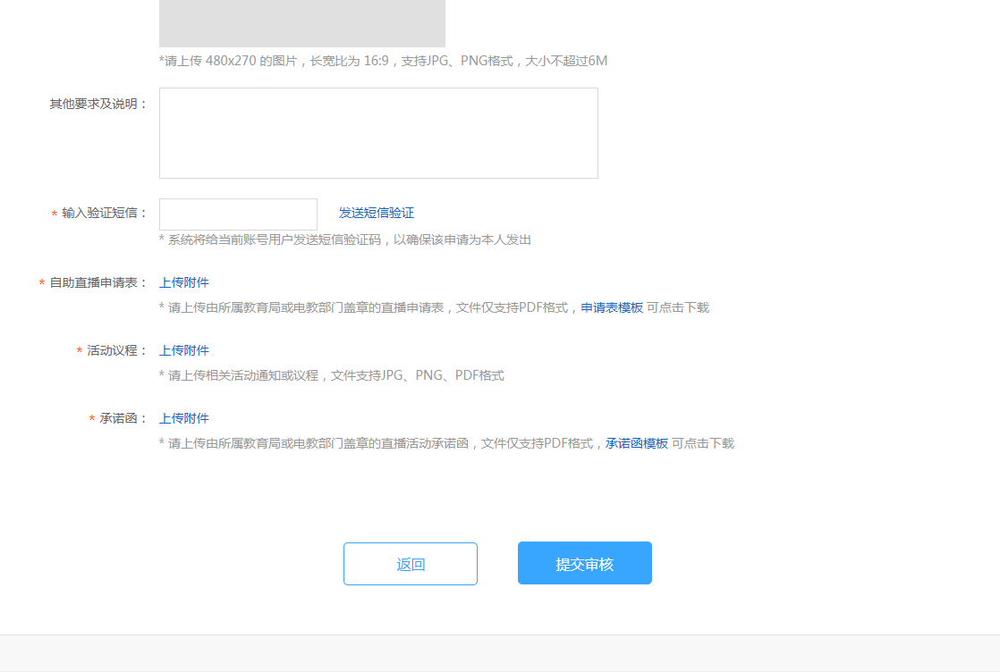 *请上传 480x270 的图片，长宽比为 16:9，支持JPG、PNG格式，大小不超过6M
其他要求及说明：
* 输入验证短信： 发送短信验证
* 系统将给当前账号用户发送短信验证码，以确保该申请为本人发出
* 自助直播申请表： 上传附件
* 请上传由所属教育局或电教部门盖章的直播申请表，文件仅支持PDF格式，申请表模板 可点击下载
* 活动议程： 上传附件
* 请上传相关活动通知或议程，文件支持JPG、PNG、PDF格式
* 承诺函： 上传附件
* 请上传由所属教育局或电教部门盖章的直播活动承诺函，文件仅支持PDF格式，承诺函模板 可点击下载
返回 提交审核